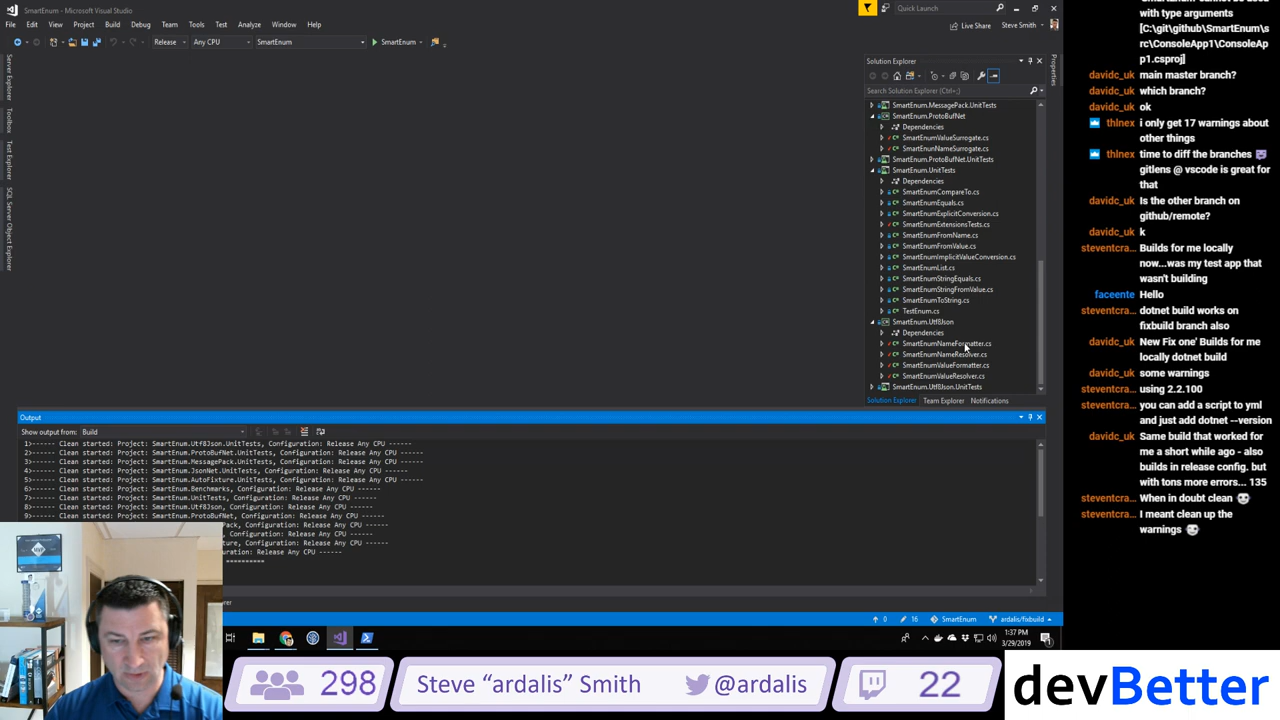 SmartEnum - Microsoft Visual Studio
Quick Launch
File Edit View Project Build Debug Team Tools Test Analyze Window Help
Live Share Steve Smith
Release Any CPU SmartEnum SmartEnum
Server Explorer
Toolbox
Test Explorer
SQL Server Object Explorer
Properties
Solution Explorer
Search Solution Explorer (Ctrl+;)
SmartEnum.MessagePack.UnitTests
SmartEnum.ProtoBufNet
Dependencies
SmartEnumValueSurrogate.cs
SmartEnunNameSurrogate.cs
SmartEnum.ProtoBufNet.UnitTests
SmartEnum.UnitTests
Dependencies
SmartEnumCompareTo.cs
SmartEnumEquals.cs
SmartEnumExplicitConversion.cs
SmartEnumExtensionsTests.cs
SmartEnumFromName.cs
SmartEnumFromValue.cs
SmartEnumImplicitValueConversion.cs
SmartEnumList.cs
SmartEnumStringEquals.cs
SmartEnumStringFromValue.cs
SmartEnumToString.cs
TestEnum.cs
SmartEnum.Utf8Json
Dependencies
SmartEnumNameFormatter.cs
SmartEnumNameResolver.cs
SmartEnumValueFormatter.cs
SmartEnumValueResolver.cs
SmartEnum.Utf8Json.UnitTests
Solution Explorer Team Explorer Notifications
Output
Show output from: Build
1>------ Clean started: Project: SmartEnum.Utf8Json.UnitTests, Configuration: Release Any CPU ------
2>------ Clean started: Project: SmartEnum.ProtoBufNet.UnitTests, Configuration: Release Any CPU ------
3>------ Clean started: Project: SmartEnum.MessagePack.UnitTests, Configuration: Release Any CPU ------
4>------ Clean started: Project: SmartEnum.JsonNet.UnitTests, Configuration: Release Any CPU ------
5>------ Clean started: Project: SmartEnum.AutoFixture.UnitTests, Configuration: Release Any CPU ------
6>------ Clean started: Project: SmartEnum.Benchmarks, Configuration: Release Any CPU ------
7>------ Clean started: Project: SmartEnum.UnitTests, Configuration: Release Any CPU ------
8>------ Clean started: Project: SmartEnum.Utf8Json, Configuration: Release Any CPU ------
9>------ Clean started: Project: SmartEnum.ProtoBufNet, Configuration: Release Any CPU ------
Pack, Configuration: Release Any CPU ------
, Configuration: Release Any CPU ------
ture, Configuration: Release Any CPU ------
uration: Release Any CPU ------
==========
rer
0 16 SmartEnum ardalis/fixbuild
1:37 PM
3/29/2019
with type arguments
[C:\git\github\SmartEnum\s
rc\ConsoleApp1\ConsoleAp
p1.csproj]
davidc_uk main master branch?
davidc_uk which branch?
davidc_uk ok
thlnex i only get 17 warnings about
other things
thlnex time to diff the branches
gitlens @ vscode is great for
that
davidc_uk Is the other branch on
github/remote?
davidc_uk k
steventcra... Builds for me locally
now...was my test app that
wasn't building
faceente Hello
steventcra... dotnet build works on
fixbuild branch also
davidc_uk New Fix one' Builds for me
locally dotnet build
davidc_uk some warnings
steventcra... using 2.2.100
steventcra... you can add a script to yml
and just add dotnet --version
davidc_uk Same build that worked for
me a short while ago - also
builds in release config. but
with tons more errors... 135
steventcra... When in doubt clean
steventcra... I meant clean up the
warnings
298
Steve "ardalis" Smith @ardalis
22
devBetter